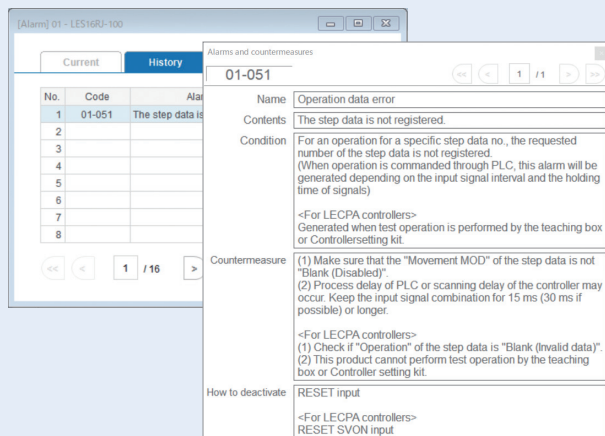 [Alarm] 01 - LES16RJ-100
Current
History
No.
Code
1
01-051
The step data is
2
3
4
5
6
7
8
<<
<
1
/ 16
>
Alarms and countermeasures
01-051
<<
<
1
/ 1
>
>>
Name
Operation data error
Contents
The step data is not registered.
Condition
For an operation for a specific step data no., the requested
number of the step data is not registered.
(When operation is commanded through PLC, this alarm will be
generated depending on the input signal interval and the holding
time of signals)
<For LECPA controllers>
Generated when test operation is performed by the teaching box
or Controllersetting kit.
Countermeasure
(1) Make sure that the "Movement MOD" of the step data is not
"Blank (Disabled)".
(2) Process delay of PLC or scanning delay of the controller may
occur. Keep the input signal combination for 15 ms (30 ms if
possible) or longer.
<For LECPA controllers>
(1) Check if "Operation" of the step data is "Blank (Invalid data)".
(2) This product cannot perform test operation by the teaching
box or Controller setting kit.
How to deactivate
RESET input
<For LECPA controllers>
RESET SVON input